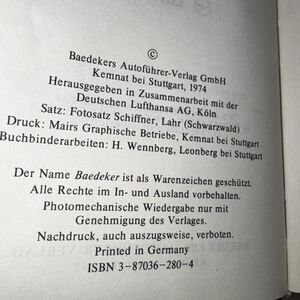 ©
Baedekers Autoführer-Verlag GmbH
Kemnat bei Stuttgart, 1974
Herausgegeben in Zusammenarbeit mit der
Deutschen Lufthansa AG, Köln
Satz: Fotosatz Schiffner, Lahr (Schwarzwald)
Druck: Mairs Graphische Betriebe, Kemnat bei Stuttgart
Buchbinderarbeiten: H. Wennberg, Leonberg bei Stuttgart
Der Name Baedeker ist als Warenzeichen geschützt.
Alle Rechte im In- und Ausland vorbehalten.
Photomechanische Wiedergabe nur mit
Genehmigung des Verlages.
Nachdruck, auch auszugsweise, verboten.
Printed in Germany
ISBN 3-87036-280-4